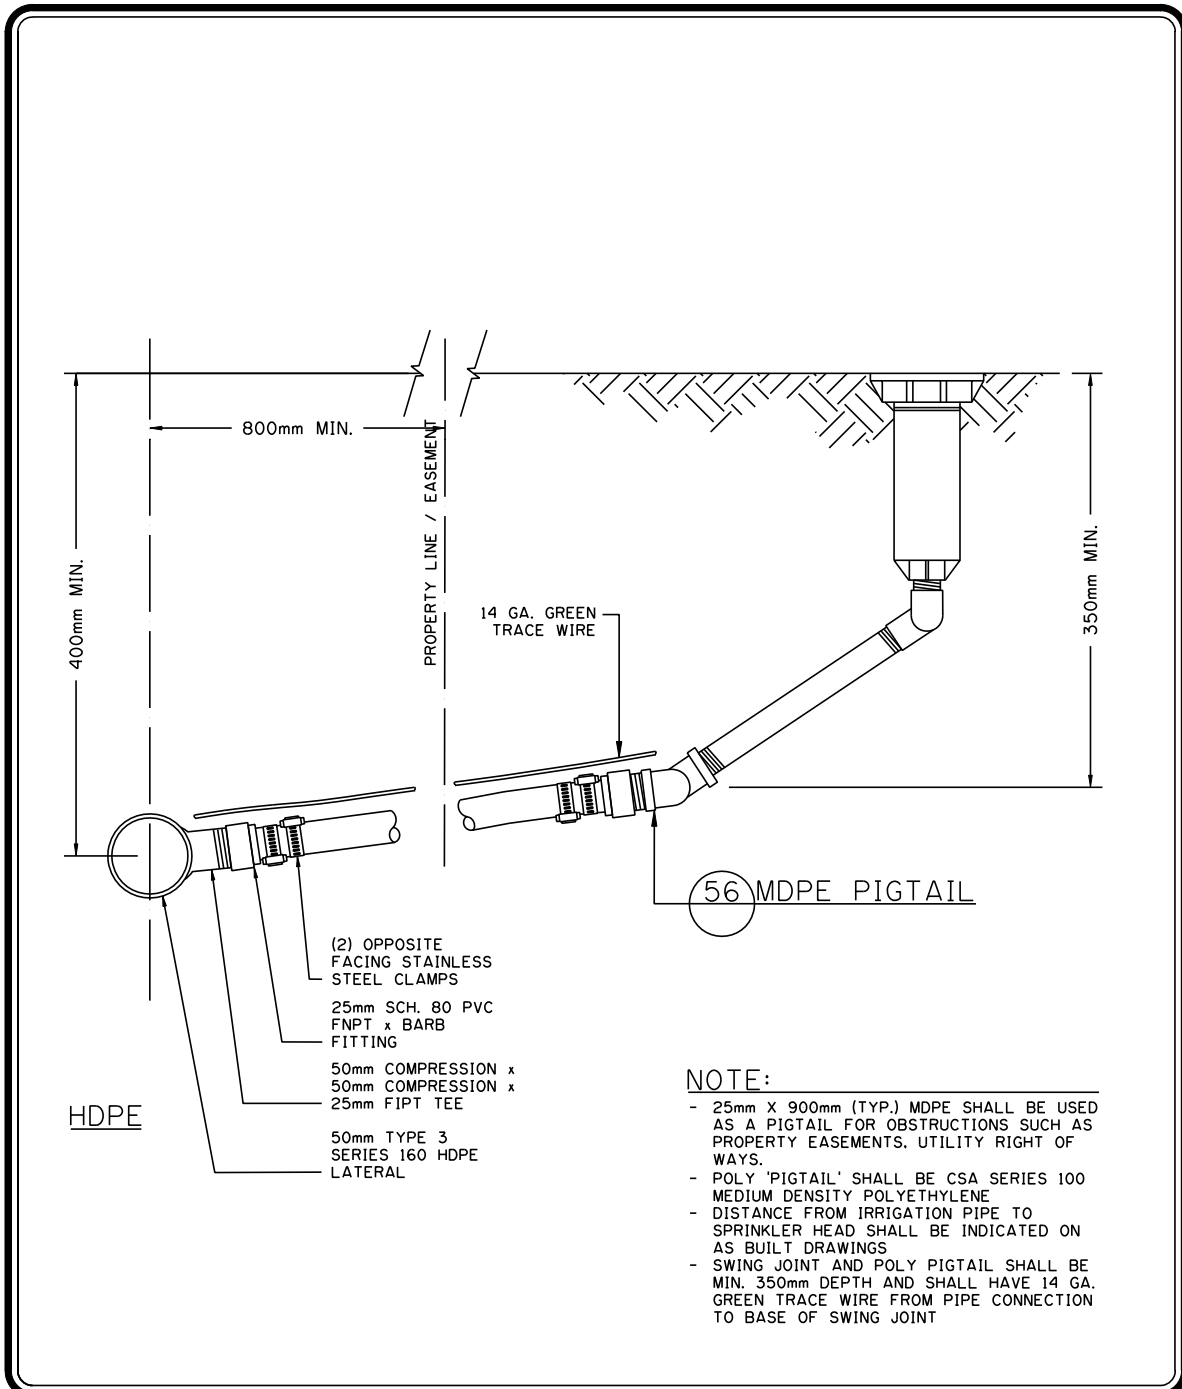 800mm MIN.
PROPERTY LINE / EASEMENT
400mm MIN.
350mm MIN.
14 GA. GREEN
TRACE WIRE
56 MDPE PIGTAIL
(2) OPPOSITE
FACING STAINLESS
STEEL CLAMPS
25mm SCH. 80 PVC
FNPT x BARB
FITTING
50mm COMPRESSION x
50mm COMPRESSION x
25mm FIPT TEE
50mm TYPE 3
SERIES 160 HDPE
LATERAL
HDPE
NOTE:
- 25mm X 900mm (TYP.) MDPE SHALL BE USED
AS A PIGTAIL FOR OBSTRUCTIONS SUCH AS
PROPERTY EASEMENTS, UTILITY RIGHT OF
WAYS.
- POLY 'PIGTAIL' SHALL BE CSA SERIES 100
MEDIUM DENSITY POLYETHYLENE
- DISTANCE FROM IRRIGATION PIPE TO
SPRINKLER HEAD SHALL BE INDICATED ON
AS BUILT DRAWINGS
- SWING JOINT AND POLY PIGTAIL SHALL BE
MIN. 350mm DEPTH AND SHALL HAVE 14 GA.
GREEN TRACE WIRE FROM PIPE CONNECTION
TO BASE OF SWING JOINT